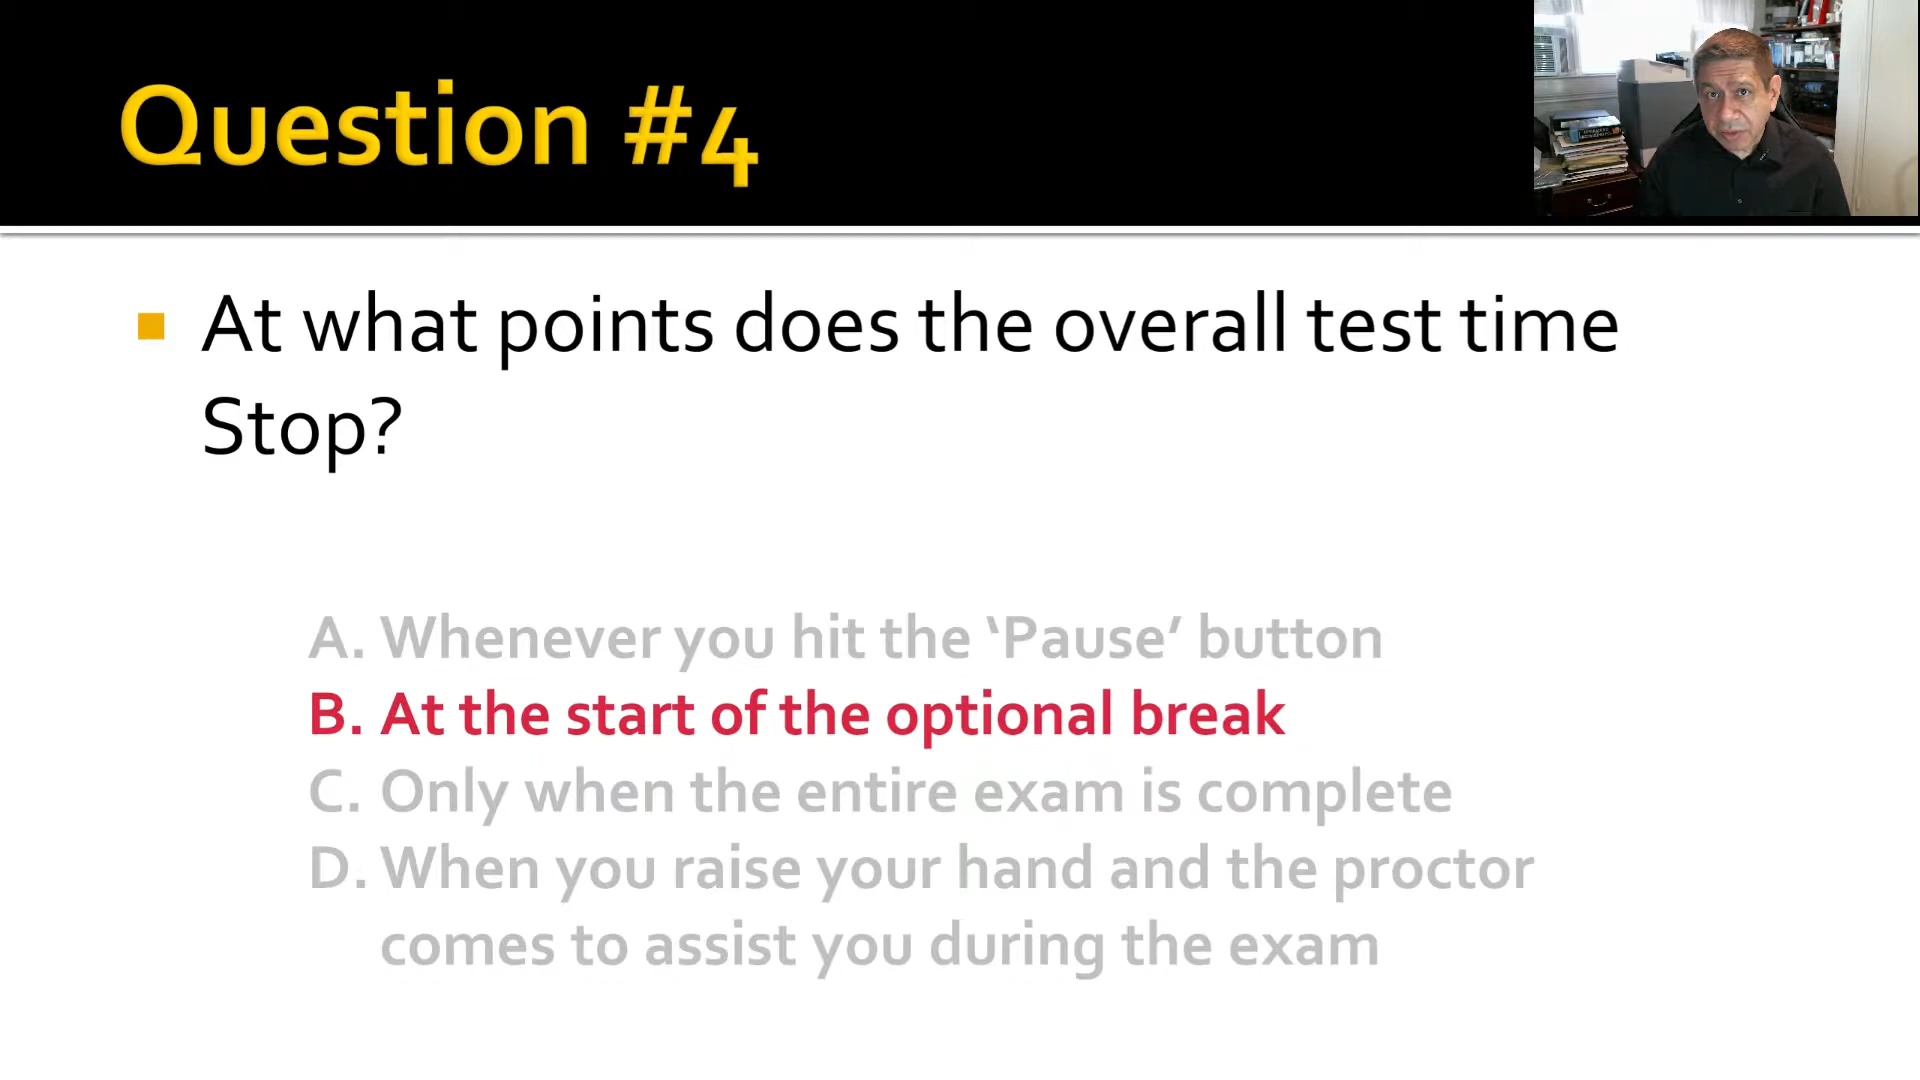 Question #4
At what points does the overall test time
Stop?
A. Whenever you hit the ‘Pause’ button
B. At the start of the optional break
C. Only when the entire exam is complete
D. When you raise your hand and the proctor
comes to assist you during the exam